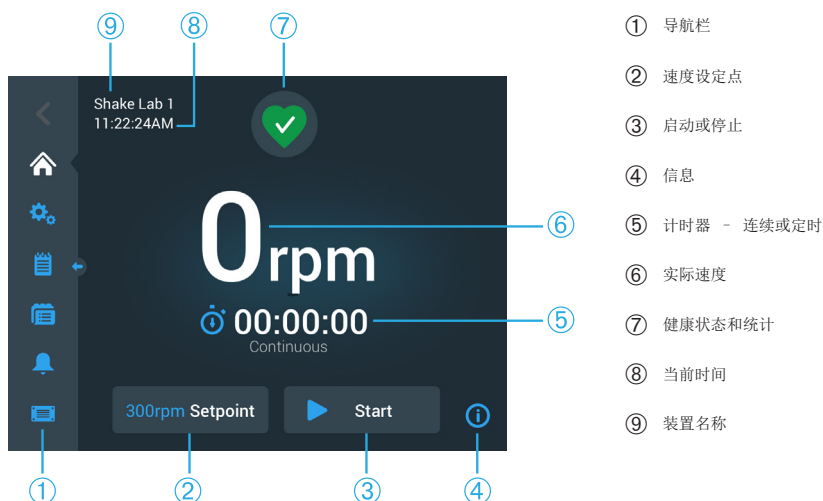 ⑨ ⑧ ⑦
Shake Lab 1
11:22:24AM
0rpm
⑥
00:00:00
⑤
Continuous
300rpm Setpoint
Start
① ② ③ ④
① 导航栏
② 速度设定点
③ 启动或停止
④ 信息
⑤ 计时器 – 连续或定时
⑥ 实际速度
⑦ 健康状态和统计
⑧ 当前时间
⑨ 装置名称